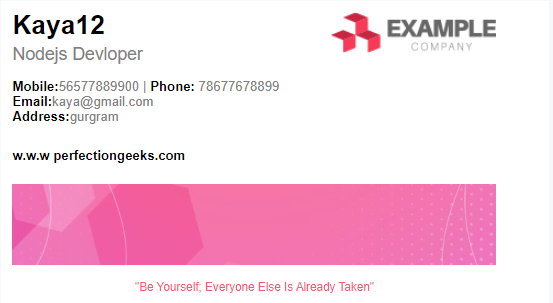 Kaya12
EXAMPLE
COMPANY
Nodejs Devloper
Mobile:56577889900 | Phone: 78677678899
Email:kaya@gmail.com
Address:gurgram
w.w.w perfectiongeeks.com
"Be Yourself; Everyone Else Is Already Taken"